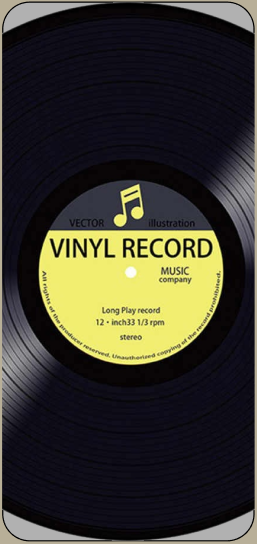 VECTOR illustration
VINYL RECORD
MUSIC
company
Long Play record
12 • inch33 1/3 rpm
stereo
All rights of the producer reserved. Unauthorized copying of the record prohibited.